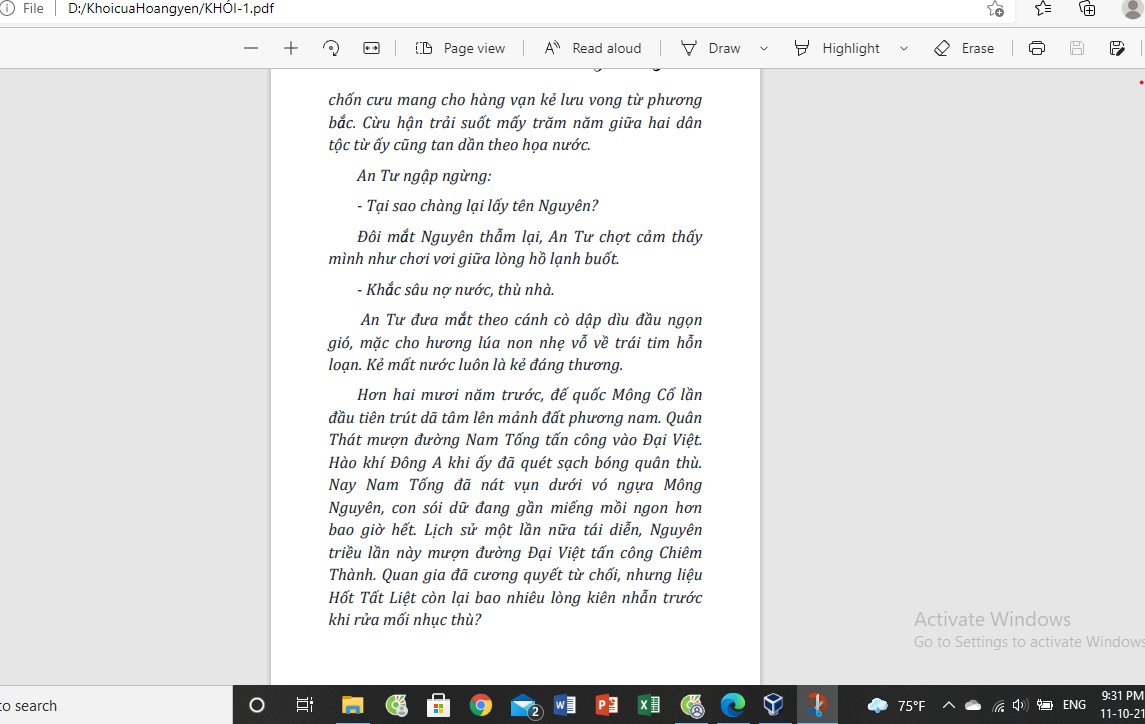 File D:/KhoicuaHoangyen/KHÓI-1.pdf
Page view Read aloud Draw Highlight Erase
chốn cưu mang cho hàng vạn kẻ lưu vong từ phương
bắc. Cừu hận trải suốt mấy trăm năm giữa hai dân
tộc từ ấy cũng tan dần theo họa nước.
An Tư ngập ngừng:
- Tại sao chàng lại lấy tên Nguyên?
Đôi mắt Nguyên thẫm lại, An Tư chợt cảm thấy
mình như chơi vơi giữa lòng hồ lạnh buốt.
- Khắc sâu nợ nước, thù nhà.
An Tư đưa mắt theo cánh cò dập dìu đầu ngọn
gió, mặc cho hương lúa non nhẹ vỗ về trái tim hỗn
loạn. Kẻ mất nước luôn là kẻ đáng thương.
Hơn hai mươi năm trước, đế quốc Mông Cổ lần
đầu tiên trút dã tâm lên mảnh đất phương nam. Quân
Thát mượn đường Nam Tống tấn công vào Đại Việt.
Hào khí Đông A khi ấy đã quét sạch bóng quân thù.
Nay Nam Tống đã nát vụn dưới vó ngựa Mông
Nguyên, con sói dữ đang gần miếng mồi ngon hơn
bao giờ hết. Lịch sử một lần nữa tái diễn, Nguyên
triều lần này mượn đường Đại Việt tấn công Chiêm
Thành. Quan gia đã cương quyết từ chối, nhưng liệu
Hốt Tất Liệt còn lại bao nhiêu lòng kiên nhẫn trước
khi rửa mối nhục thù?
Activate Windows
Go to Settings to activate Windows
to search
2
75°F
ENG
9:31 PM
11-10-21